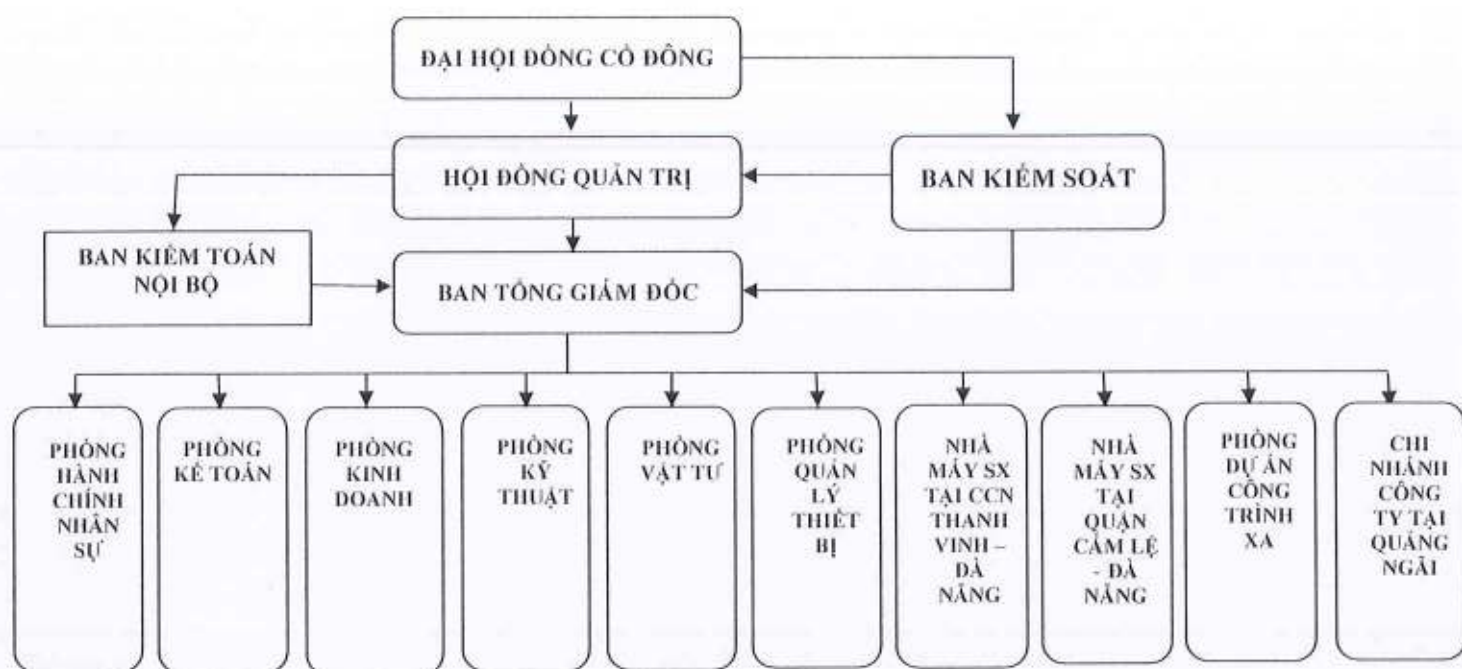 ĐẠI HỘI ĐỒNG CỔ ĐÔNG
HỘI ĐỒNG QUẢN TRỊ
BAN KIỂM SOÁT
BAN KIỂM TOÁN
NỘI BỘ
BAN TỔNG GIÁM ĐỐC
PHÒNG
HÀNH
CHÍNH
NHÂN
SỰ
PHÒNG
KẾ TOÁN
PHÒNG
KINH
DOANH
PHÒNG
KỸ
THUẬT
PHÒNG
VẬT TƯ
PHÒNG
QUẢN
LÝ
THIẾT
BỊ
NHÀ
MÁY SX
TẠI CCN
THANH
VINH –
ĐÀ
NẴNG
NHÀ
MÁY SX
TẠI
QUẬN
CẨM LỆ
- ĐÀ
NẴNG
PHÒNG
DỰ ÁN
CÔNG
TRÌNH
XA
CHI
NHÁNH
CÔNG
TY TẠI
QUẢNG
NGÃI